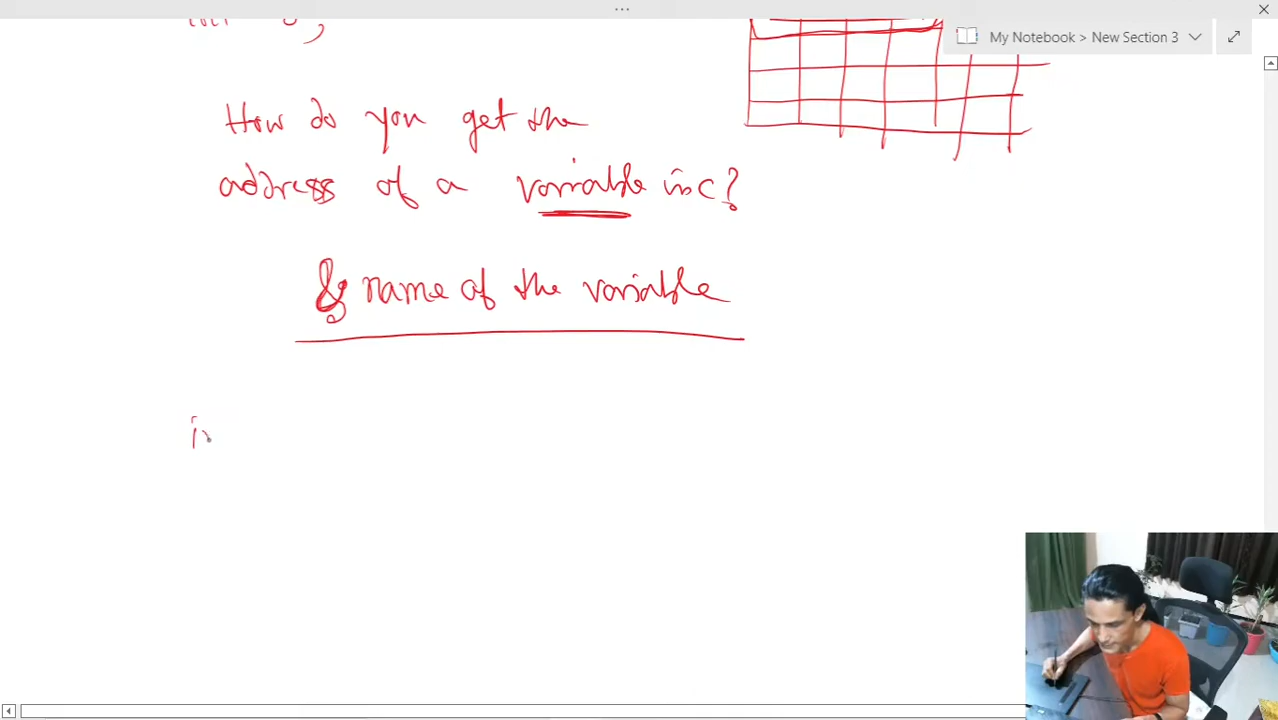 My Notebook > New Section 3
How do you get the
address of a variable in c?
& name of the variable